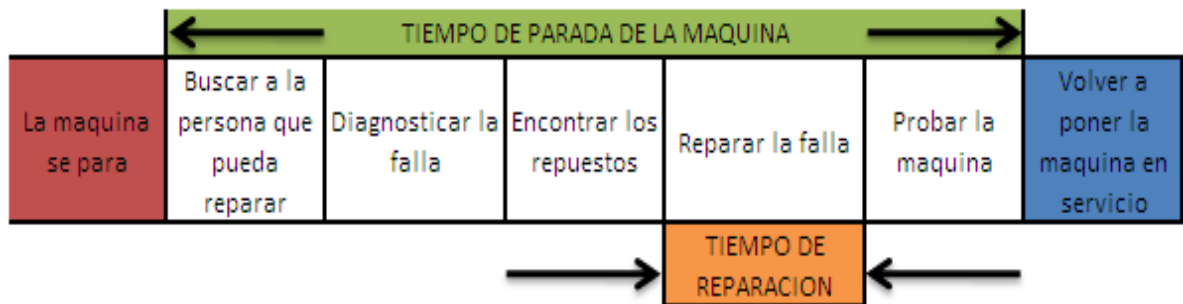 TIEMPO DE PARADA DE LA MAQUINA
La maquina
se para
Buscar a la
persona que
pueda
reparar
Diagnosticar la
falla
Encontrar los
repuestos
Reparar la falla
Probar la
maquina
Volver a
poner la
maquina en
servicio
TIEMPO DE
REPARACION